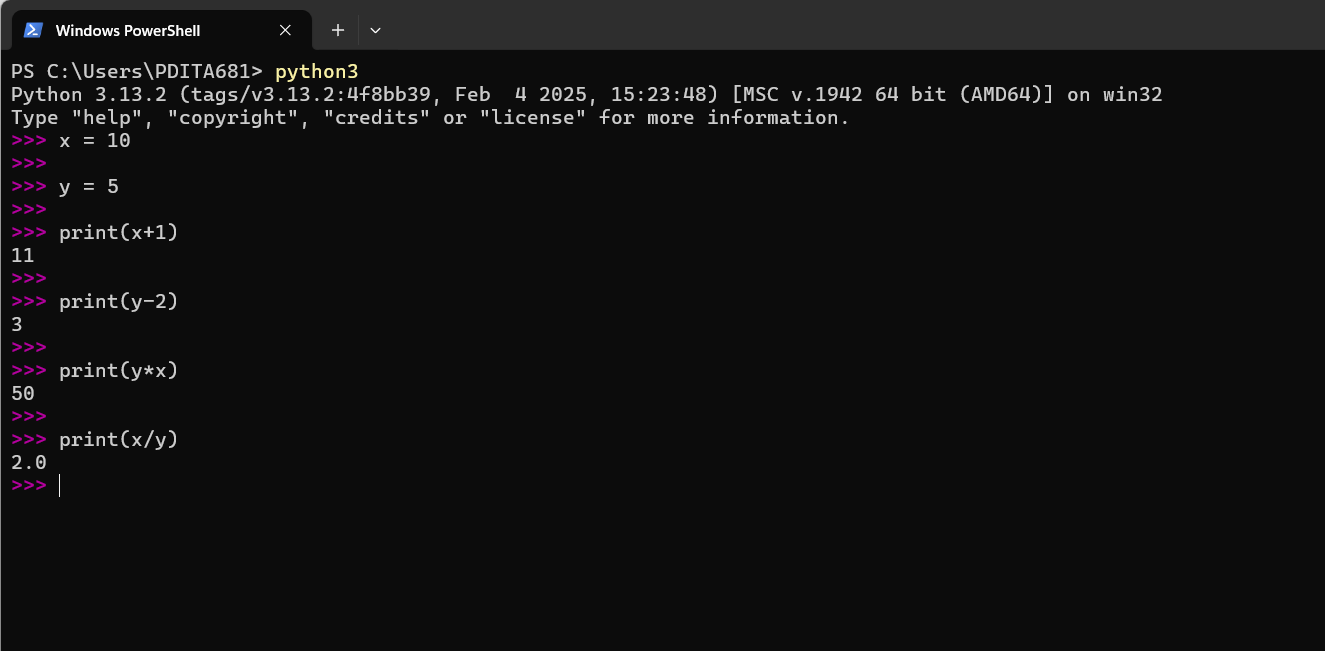 Windows PowerShell
PS C:\Users\PDITA681> python3
Python 3.13.2 (tags/v3.13.2:4f8bb39, Feb  4 2025, 15:23:48) [MSC v.1942 64 bit (AMD64)] on win32
Type "help", "copyright", "credits" or "license" for more information.
>>> x = 10
>>>
>>> y = 5
>>>
>>> print(x+1)
11
>>>
>>> print(y-2)
3
>>>
>>> print(y*x)
50
>>>
>>> print(x/y)
2.0
>>>